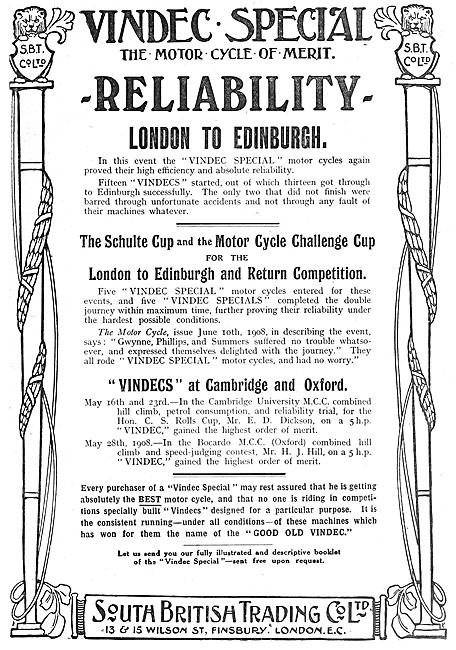 VINDEC·SPECIAL
THE·MOTOR·CYCLE·OF·MERIT.
S.B.T.
Co LTD
S.B.T.
Co LTD
-RELIABILITY-
LONDON TO EDINBURGH.
In this event the "VINDEC SPECIAL" motor cycles again
proved their high efficiency and absolute reliability.
Fifteen "VINDECS" started, out of which thirteen got through
to Edinburgh successfully. The only two that did not finish were
barred through unfortunate accidents and not through any fault of
their machines whatever.
The Schulte Cup and the Motor Cycle Challenge Cup
FOR THE
London to Edinburgh and Return Competition.
Five "VINDEC SPECIAL" motor cycles entered for these
events, and five "VINDEC SPECIALS" completed the double
journey within maximum time, further proving their reliability under
the hardest possible conditions.
The Motor Cycle, issue June 10th, 1908, in describing the event,
says: "Gwynne, Phillips, and Summers suffered no trouble whatso-
ever, and expressed themselves delighted with the journey." They
all rode "VINDEC SPECIAL" motor cycles, and had no worry."
"VINDECS" at Cambridge and Oxford.
May 16th and 23rd.—In the Cambridge University M.C.C. combined
hill climb, petrol consumption, and reliability trial, for the
Hon. C. S. Rolls Cup, Mr. E. D. Dickson, on a 5 h.p.
"VINDEC," gained the highest order of merit.
May 28th, 1908.—In the Bocardo M.C.C. (Oxford) combined hill
climb and speed-judging contest, Mr. H. J. Hill, on a 5 h.p.
"VINDEC," gained the highest order of merit.
Every purchaser of a "Vindec Special" may rest assured that he is getting
absolutely the BEST motor cycle, and that no one is riding in competi-
tions specially built "Vindecs" designed for a particular purpose. It is
the consistent running—under all conditions—of these machines which
has won for them the name of the "GOOD OLD VINDEC."
Let us send you our fully illustrated and descriptive booklet
of the "Vindec Special"—sent free upon request.
SOUTH BRITISH TRADING Co LTD
·13 & 15 WILSON ST, FINSBURY. LONDON. E.C.·